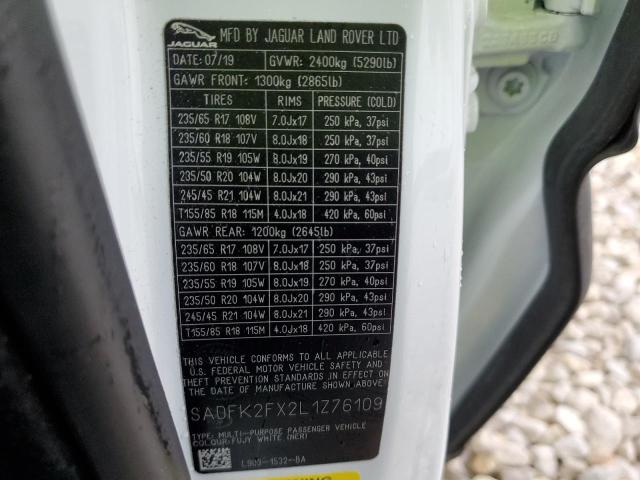 JAGUAR
MFD BY JAGUAR LAND ROVER LTD
DATE: 07/19 GVWR: 2400kg (5290lb)
GAWR FRONT: 1300kg (2865lb)
TIRES RIMS PRESSURE (COLD)
235/65 R17 108V 7.0Jx17 250 kPa, 37psi
235/60 R18 107V 8.0Jx18 250 kPa, 37psi
235/55 R19 105W 8.0Jx19 270 kPa, 40psi
235/50 R20 104W 8.0Jx20 290 kPa, 43psi
245/45 R21 104W 8.0Jx21 290 kPa, 43psi
T155/85 R18 115M 4.0Jx18 420 kPa, 60psi
GAWR REAR: 1200kg (2645lb)
235/65 R17 108V 7.0Jx17 250 kPa, 37psi
235/60 R18 107V 8.0Jx18 250 kPa, 37psi
235/55 R19 105W 8.0Jx19 270 kPa, 40psi
235/50 R20 104W 8.0Jx20 290 kPa, 43psi
245/45 R21 104W 8.0Jx21 290 kPa, 43psi
T155/85 R18 115M 4.0Jx18 420 kPa, 60psi
THIS VEHICLE CONFORMS TO ALL APPLICABLE
U.S. FEDERAL MOTOR VEHICLE SAFETY AND
THEFT PREVENTION STANDARDS IN EFFECT ON
THE DATE OF MANUFACTURE SHOWN ABOVE
SADFK2FX2L1Z76109
TYPE: MULTI-PURPOSE PASSENGER VEHICLE
COLOUR: FUJY WHITE (NER)
L9D3-1532-BA